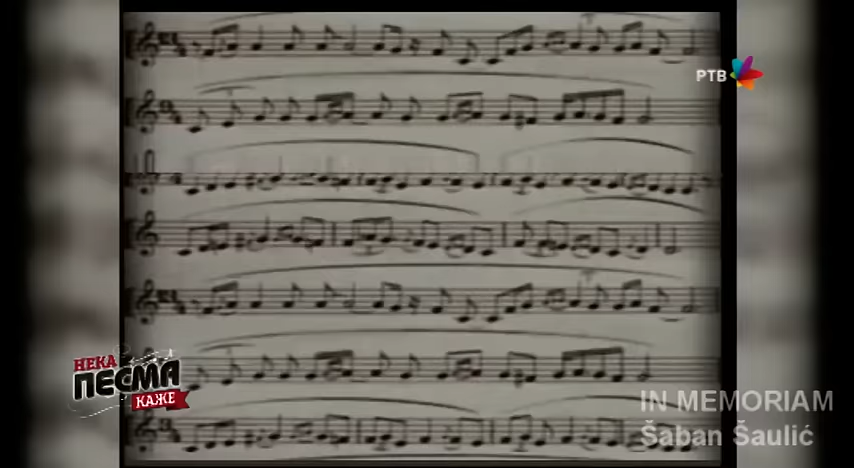 РТВ
НЕКА
ПЕСМА
КАЖЕ
IN MEMORIAM
Šaban Šaulić